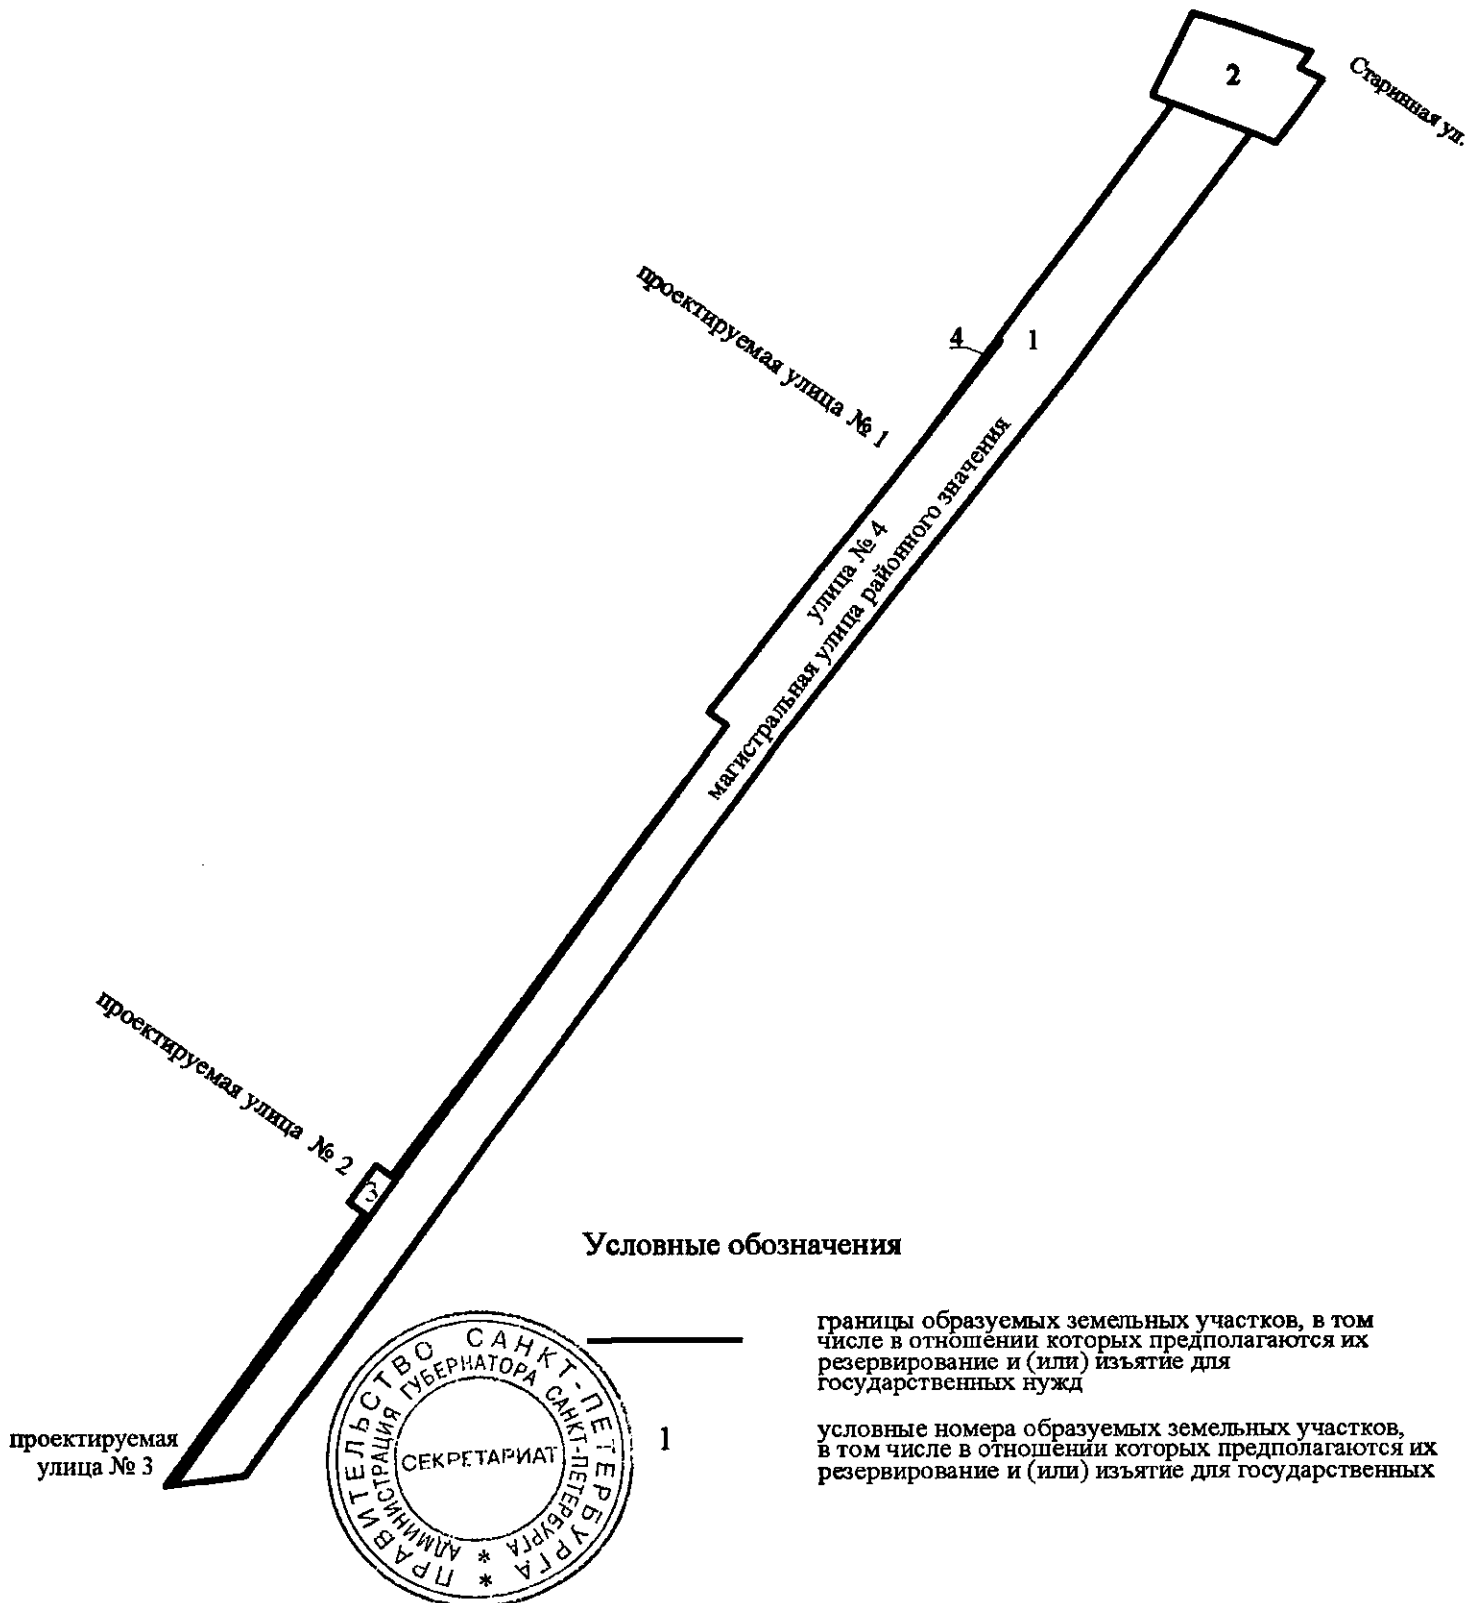 2
Старинная ул.
проектируемая улица № 1
4
1
улица № 4
магистральная улица районного значения
проектируемая улица № 2
3
Условные обозначения
границы образуемых земельных участков, в том
числе в отношении которых предполагаются их
резервирование и (или) изъятие для
государственных нужд
1
условные номера образуемых земельных участков,
в том числе в отношении которых предполагаются их
резервирование и (или) изъятие для государственных
проектируемая
улица № 3
ПРАВИТЕЛЬСТВО САНКТ-ПЕТЕРБУРГА *
АДМИНИСТРАЦИЯ ГУБЕРНАТОРА САНКТ-ПЕТЕРБУРГА *
СЕКРЕТАРИАТ